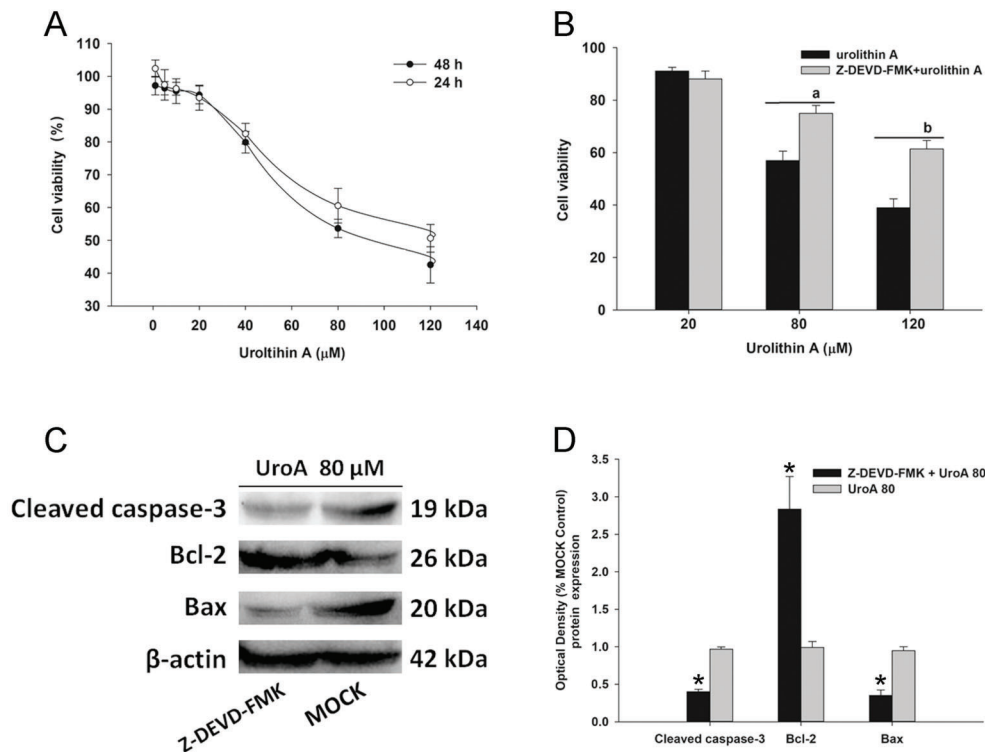 A
110
100
90
80
70
60
50
40
30
Cell viability (%)
48 h
24 h
0
20
40
60
80
100
120
140
Uroltihin A (μM)
B
100
80
60
40
20
0
Cell viability
urolithin A
Z-DEVD-FMK+urolithin A
a
b
20
80
120
Urolithin A (μM)
C
UroA 80 μM
Cleaved caspase-3
19 kDa
Bcl-2
26 kDa
Bax
20 kDa
β-actin
42 kDa
Z-DEVD-FMK
MOCK
D
3.5
3.0
2.5
2.0
1.5
1.0
0.5
0.0
Optical Density (% MOCK Control)
protein expression
Z-DEVD-FMK + UroA 80
UroA 80
*
*
*
Cleaved caspase-3
Bcl-2
Bax